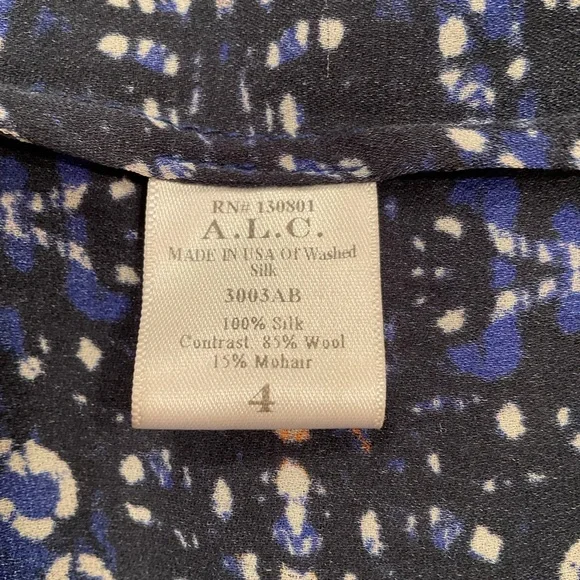 RN# 130801
A.L.C.
MADE IN USA Of Washed
Silk
3003AB
100% Silk
Contrast 85% Wool
15% Mohair
4